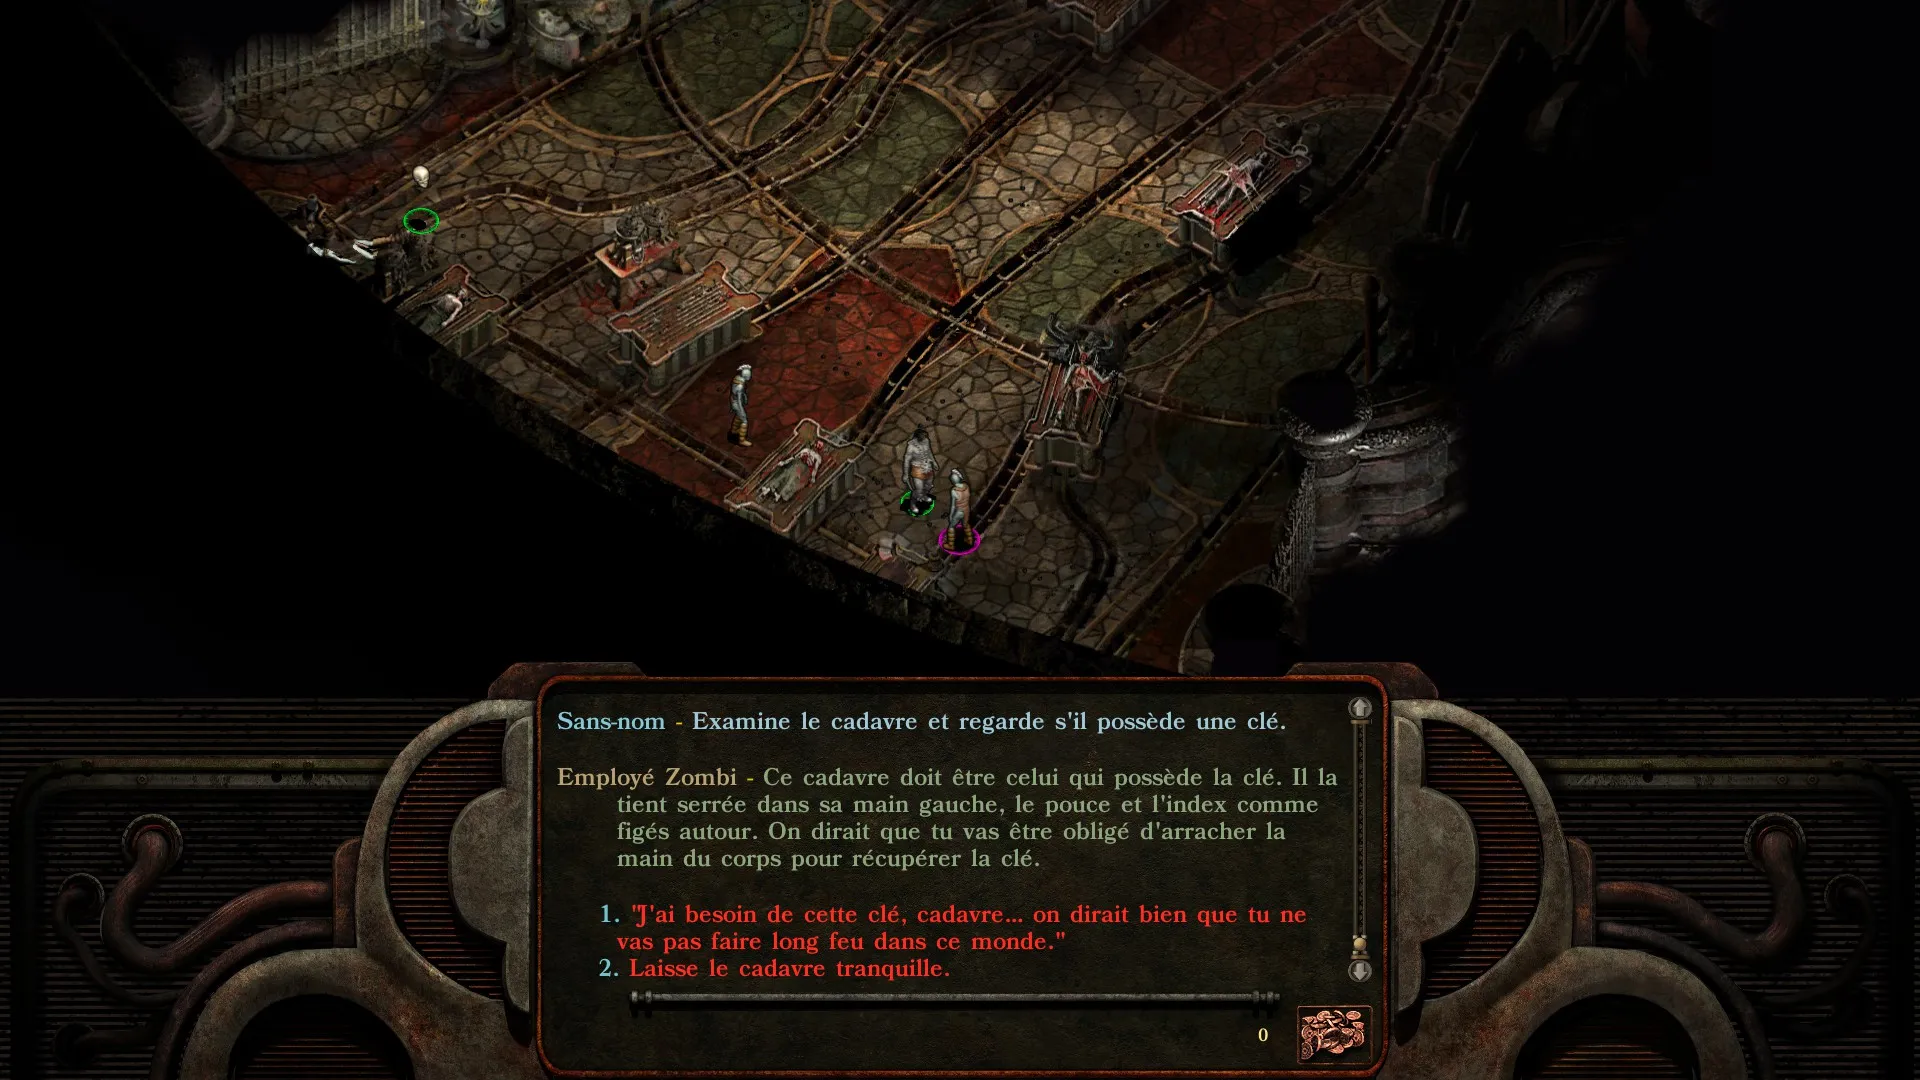 Sans-nom - Examine le cadavre et regarde s'il possède une clé.
Employé Zombi - Ce cadavre doit être celui qui possède la clé. Il la
tient serrée dans sa main gauche, le pouce et l'index comme
figés autour. On dirait que tu vas être obligé d'arracher la
main du corps pour récupérer la clé.
1. "J'ai besoin de cette clé, cadavre... on dirait bien que tu ne
vas pas faire long feu dans ce monde."
2. Laisse le cadavre tranquille.
0